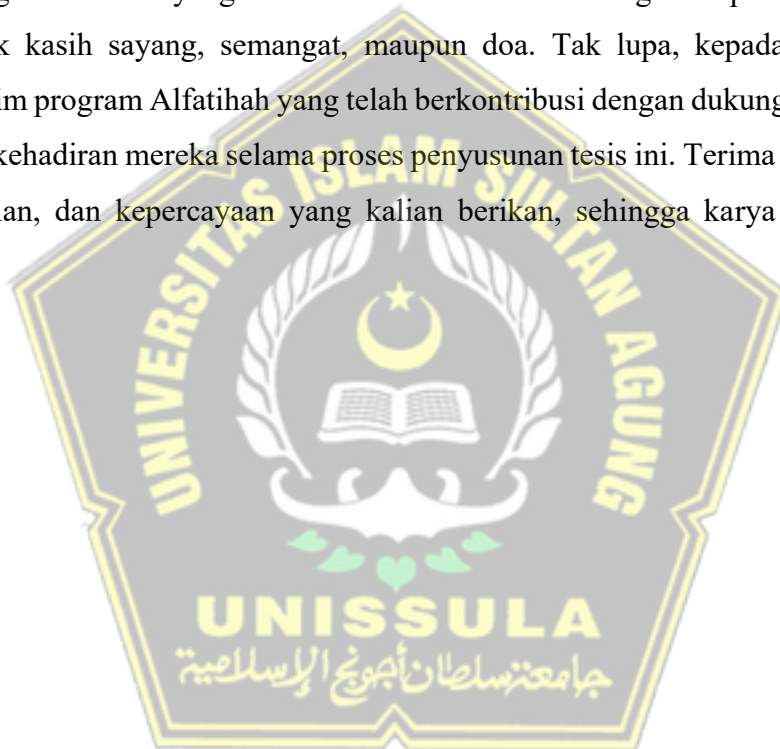 k kasih sayang, semangat, maupun doa. Tak lupa, kepada
im program Alfatihah yang telah berkontribusi dengan dukung
kehadiran mereka selama proses penyusunan tesis ini. Terima
an, dan kepercayaan yang kalian berikan, sehingga karya
UNIVERSITAS ISLAM SULTAN AGUNG
UNISSULA
جامعة سلطان أجونج الإسلامية